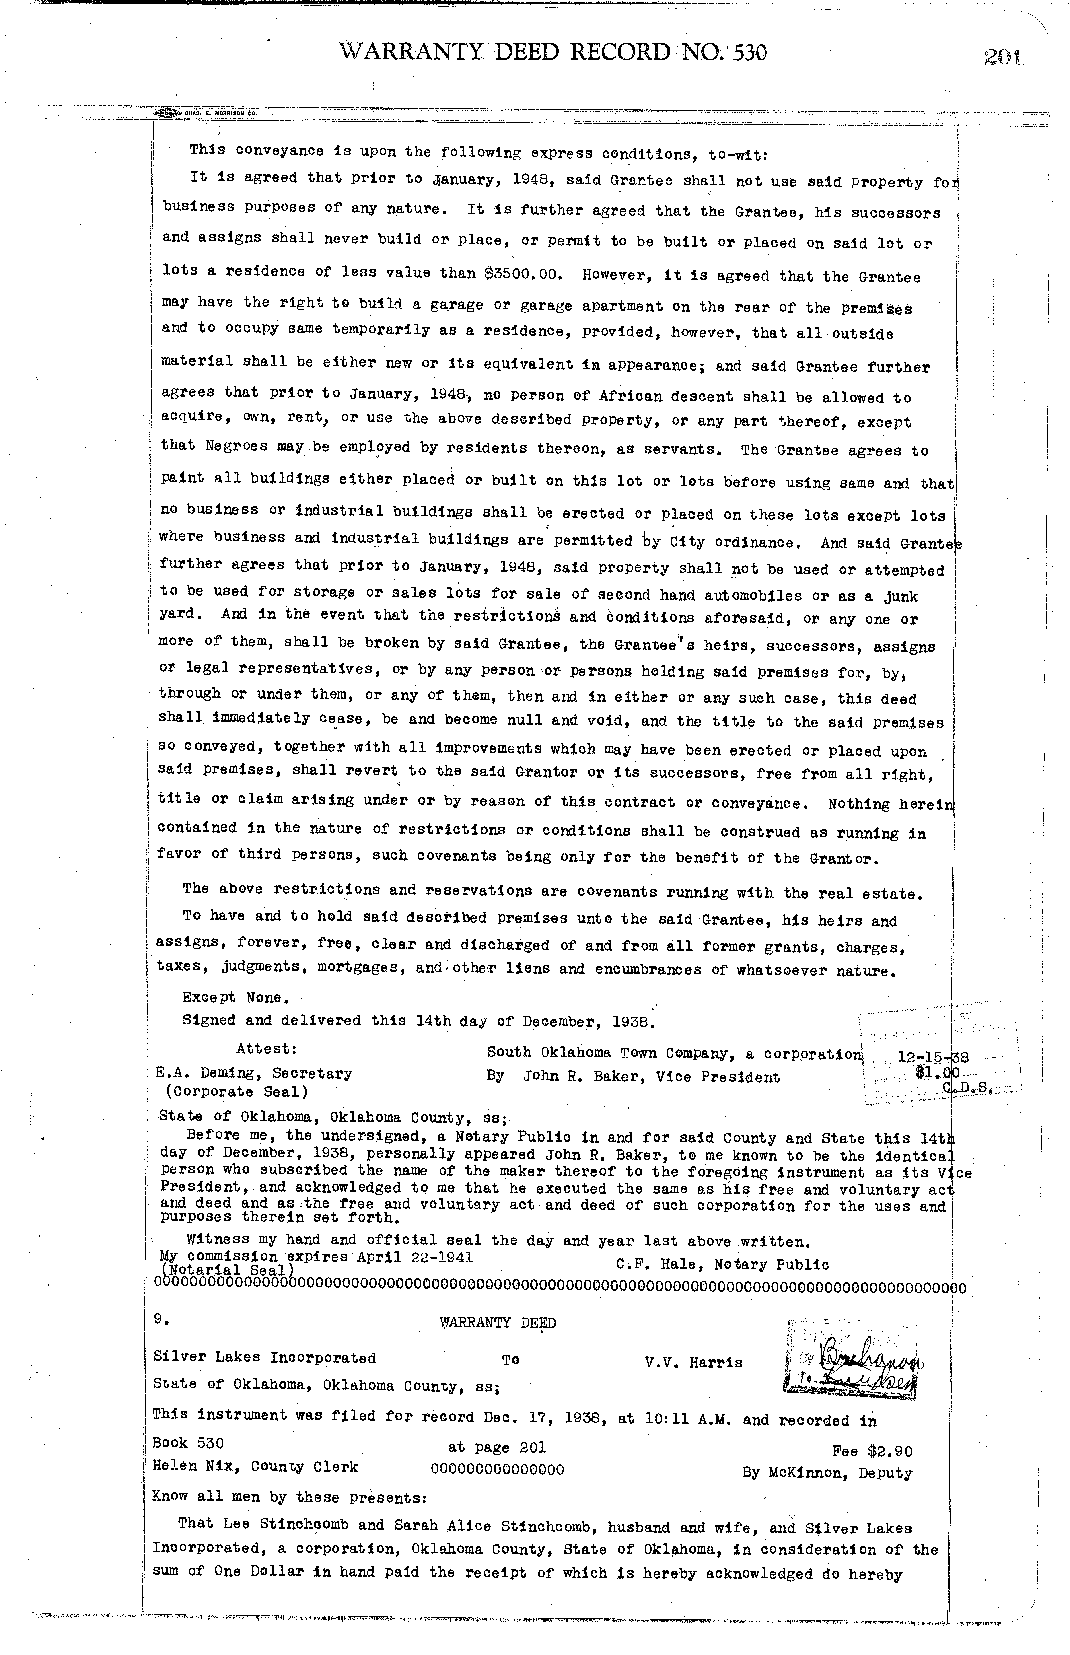 WARRANTY DEED RECORD NO. 530
201
CHAS. E. MORRISON CO.
This conveyance is upon the following express conditions, to-wit:
It is agreed that prior to January, 1948, said Grantee shall not use said property for
business purposes of any nature. It is further agreed that the Grantee, his successors
and assigns shall never build or place, or permit to be built or placed on said lot or
lots a residence of less value than $3500.00. However, it is agreed that the Grantee
may have the right to build a garage or garage apartment on the rear of the premises
and to occupy same temporarily as a residence, provided, however, that all outside
material shall be either new or its equivalent in appearance; and said Grantee further
agrees that prior to January, 1948, no person of African descent shall be allowed to
acquire, own, rent, or use the above described property, or any part thereof, except
that Negroes may be employed by residents thereon, as servants. The Grantee agrees to
paint all buildings either placed or built on this lot or lots before using same and that
no business or industrial buildings shall be erected or placed on these lots except lots
where business and industrial buildings are permitted by City ordinance. And said Grantee
further agrees that prior to January, 1948, said property shall not be used or attempted
to be used for storage or sales lots for sale of second hand automobiles or as a junk
yard. And in the event that the restrictions and conditions aforesaid, or any one or
more of them, shall be broken by said Grantee, the Grantee's heirs, successors, assigns
or legal representatives, or by any person or persons holding said premises for, by,
through or under them, or any of them, then and in either or any such case, this deed
shall immediately cease, be and become null and void, and the title to the said premises
so conveyed, together with all improvements which may have been erected or placed upon
said premises, shall revert to the said Grantor or its successors, free from all right,
title or claim arising under or by reason of this contract or conveyance. Nothing herein
contained in the nature of restrictions or conditions shall be construed as running in
favor of third persons, such covenants being only for the benefit of the Grantor.
The above restrictions and reservations are covenants running with the real estate.
To have and to hold said described premises unto the said Grantee, his heirs and
assigns, forever, free, clear and discharged of and from all former grants, charges,
taxes, judgments, mortgages, and other liens and encumbrances of whatsoever nature.
Except None.
Signed and delivered this 14th day of December, 1938.
Attest: South Oklahoma Town Company, a corporation 12-15-38
E.A. Deming, Secretary By John R. Baker, Vice President $1.00
(Corporate Seal) C.D.S.
State of Oklahoma, Oklahoma County, ss;
Before me, the undersigned, a Notary Public in and for said County and State this 14th
day of December, 1938, personally appeared John R. Baker, to me known to be the identical
person who subscribed the name of the maker thereof to the foregoing instrument as its Vice
President, and acknowledged to me that he executed the same as his free and voluntary act
and deed and as the free and voluntary act and deed of such corporation for the uses and
purposes therein set forth.
Witness my hand and official seal the day and year last above written.
My commission expires April 22-1941 C.F. Hale, Notary Public
(Notarial Seal)
OOOOOOOOOOOOOOOOOOOOOOOOOOOOOOOOOOOOOOOOOOOOOOOOOOOOOOOOOOOOOOOOOOOOOOOOOOOOOOOOOOOOOOOOOOO
9. WARRANTY DEED
Silver Lakes Incorporated To V.V. Harris
Buchanan
To
State of Oklahoma, Oklahoma County, ss;
This instrument was filed for record Dec. 17, 1938, at 10:11 A.M. and recorded in
Book 530 at page 201 Fee $2.90
Helen Nix, County Clerk OOOOOOOOOOOOOOO By McKinnon, Deputy
Know all men by these presents:
That Lee Stinchcomb and Sarah Alice Stinchcomb, husband and wife, and Silver Lakes
Incorporated, a corporation, Oklahoma County, State of Oklahoma, in consideration of the
sum of One Dollar in hand paid the receipt of which is hereby acknowledged do hereby